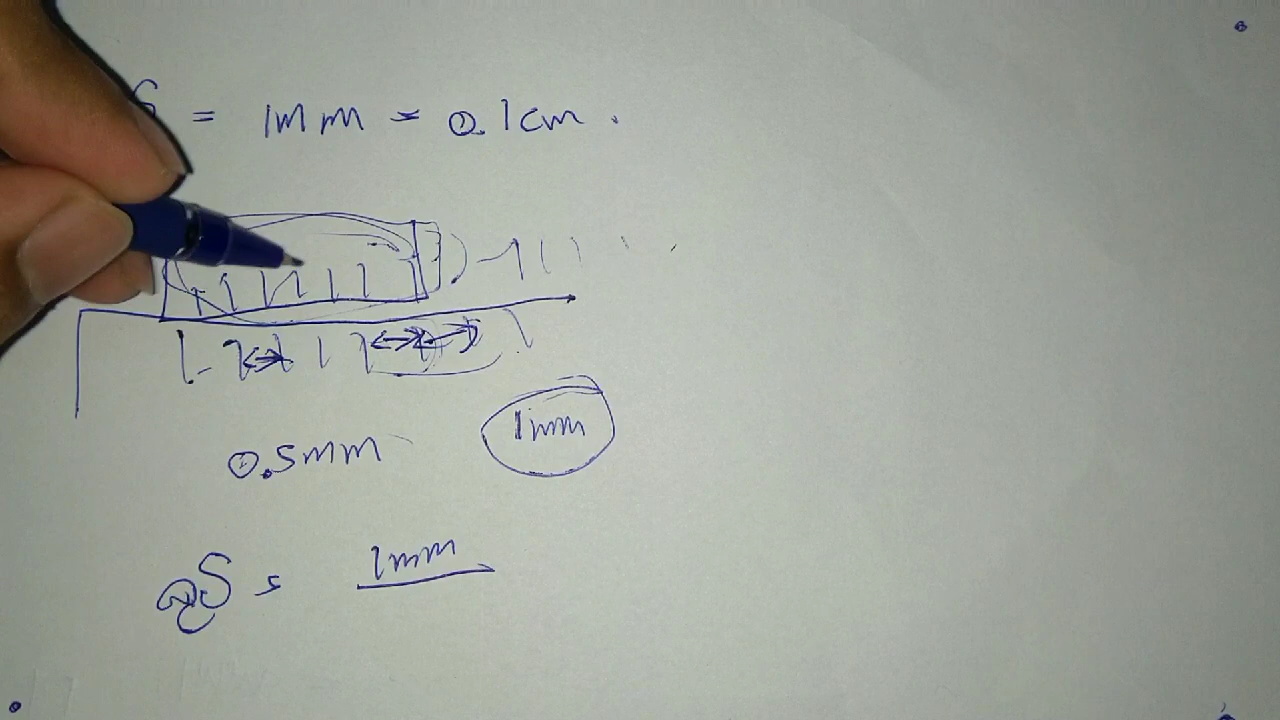 = 1mm = 0.1cm.
0.5mm
1mm
1mm